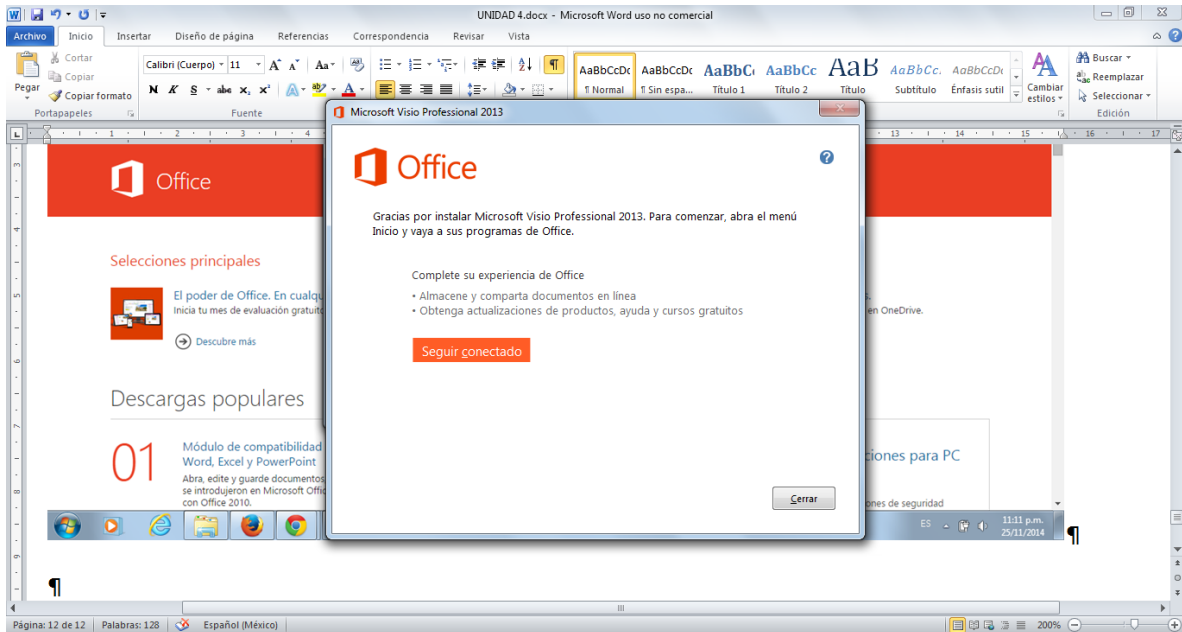 UNIDAD 4.docx - Microsoft Word uso no comercial
Archivo Inicio Insertar Diseño de página Referencias Correspondencia Revisar Vista
Pegar
Cortar
Copiar
Copiar formato
Portapapeles
Calibri (Cuerpo) 11
Fuente
AaBbCcDc AaBbCcDc AaBbC AaBbCc AaB AaBbCc. AaBbCcDc
¶ Normal ¶ Sin espa... Título 1 Título 2 Título Subtítulo Énfasis sutil
Cambiar
estilos
Buscar
Reemplazar
Seleccionar
Edición
Microsoft Visio Professional 2013
Office
Gracias por instalar Microsoft Visio Professional 2013. Para comenzar, abra el menú
Inicio y vaya a sus programas de Office.
Complete su experiencia de Office
• Almacene y comparta documentos en línea
• Obtenga actualizaciones de productos, ayuda y cursos gratuitos
Seguir conectado
Cerrar
Office
Selecciones principales
El poder de Office. En cualqu
Inicia tu mes de evaluación gratuit
en OneDrive.
Descubre más
Descargas populares
01
Módulo de compatibilidad
Word, Excel y PowerPoint
Abra, edite y guarde documentos
se introdujeron en Microsoft Offic
con Office 2010.
ciones para PC
ones de seguridad
ES
11:11 p.m.
25/11/2014
¶
¶
Página: 12 de 12 Palabras: 128 Español (México) 200%